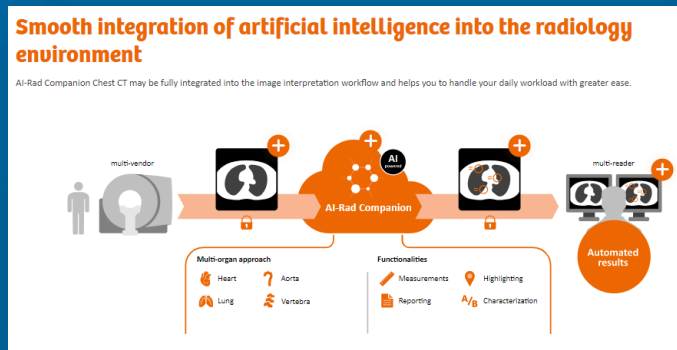 Smooth integration of artificial intelligence into the radiology
environment
AI-Rad Companion Chest CT may be fully integrated into the image interpretation workflow and helps you to handle your daily workload with greater ease.
multi-vendor
AI
powered
AI-Rad Companion
multi-reader
Automated
results
Multi-organ approach
Heart
Aorta
Lung
Vertebra
Functionalities
Measurements
Highlighting
Reporting
A/B
Characterization